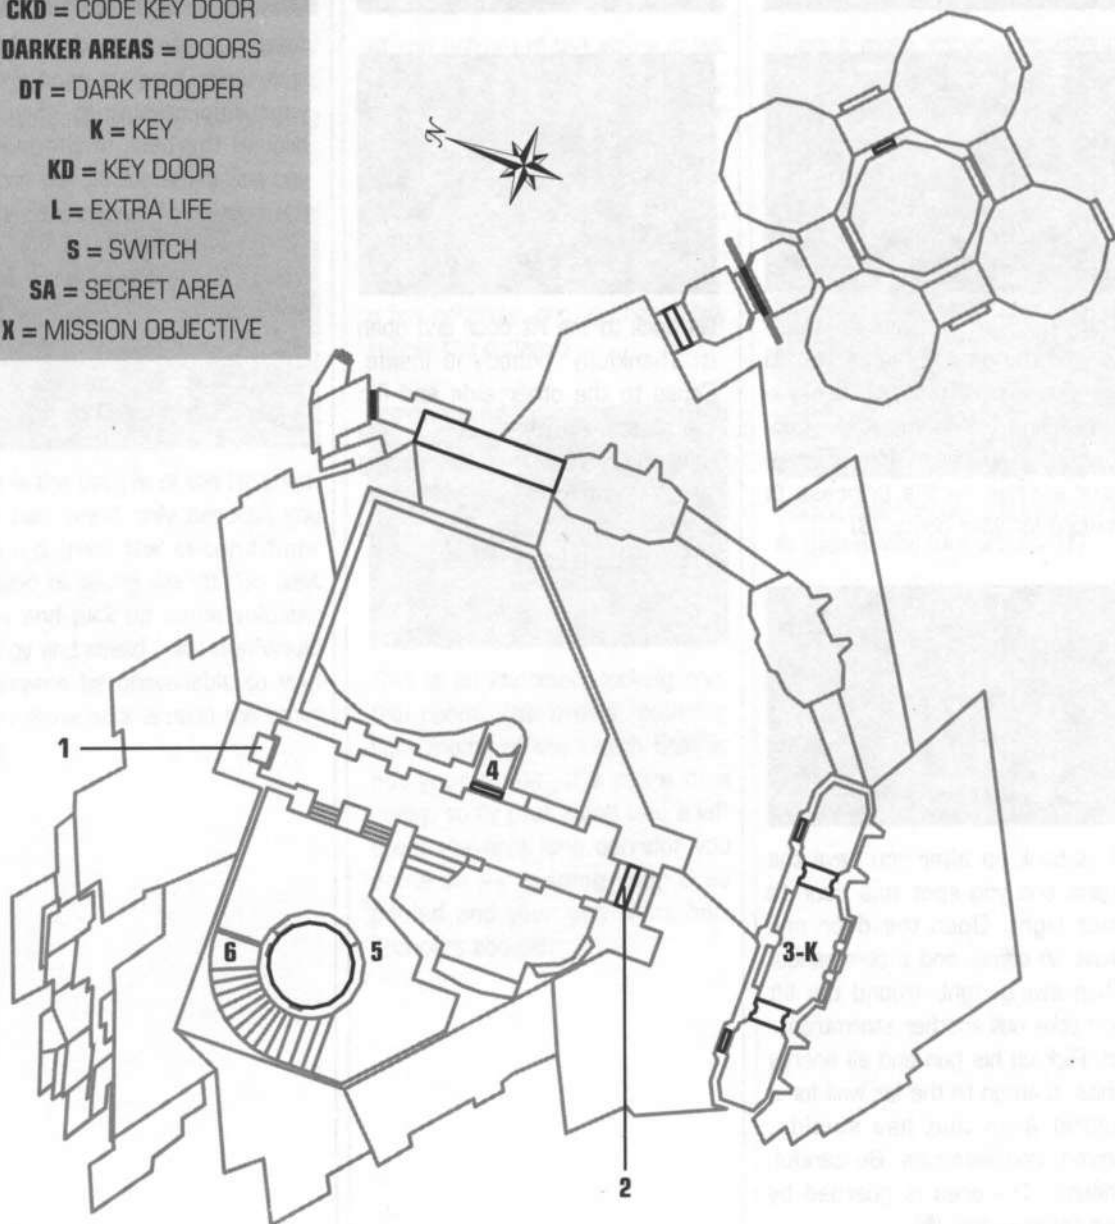 CKD = CODE KEY DOOR
DARKER AREAS = DOORS
DT = DARK TROOPER
K = KEY
KD = KEY DOOR
L = EXTRA LIFE
S = SWITCH
SA = SECRET AREA
X = MISSION OBJECTIVE
N
1
4
6
5
3-K
2